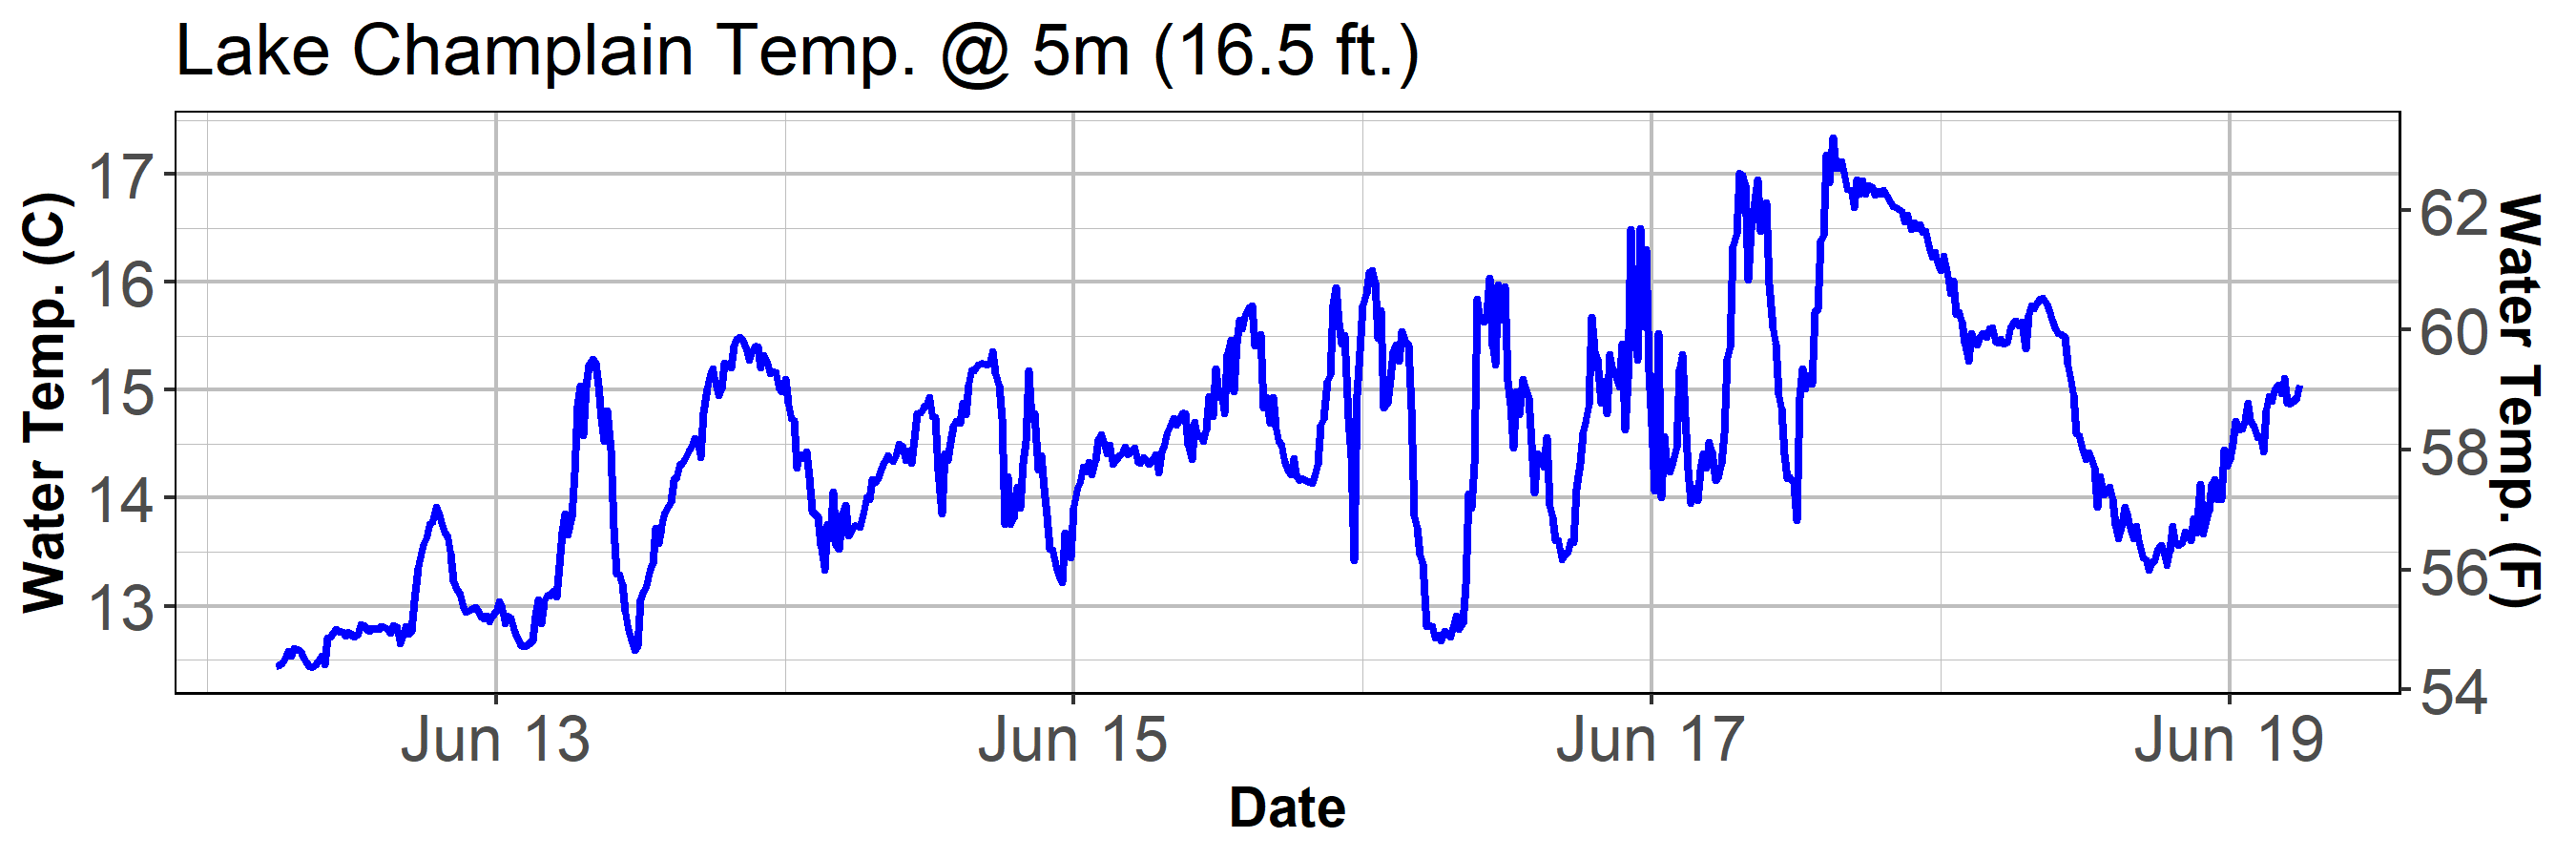 Lake Champlain Temp. @ 5m (16.5 ft.)
Water Temp. (C)
17
16
15
14
13
62
60
58
56
54
Water Temp. (F)
Jun 13 Jun 15 Jun 17 Jun 19
Date